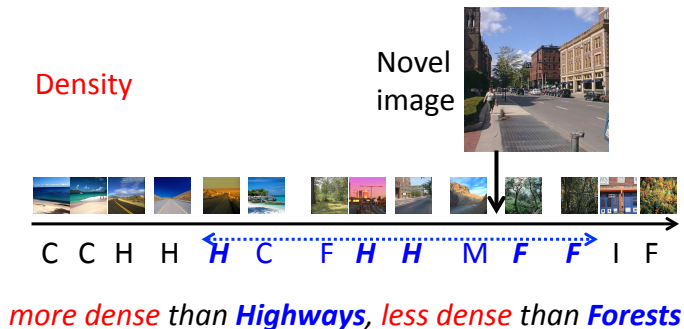 Novel
image
Density
C C H H H C F H H M F F I F
more dense than Highways, less dense than Forests